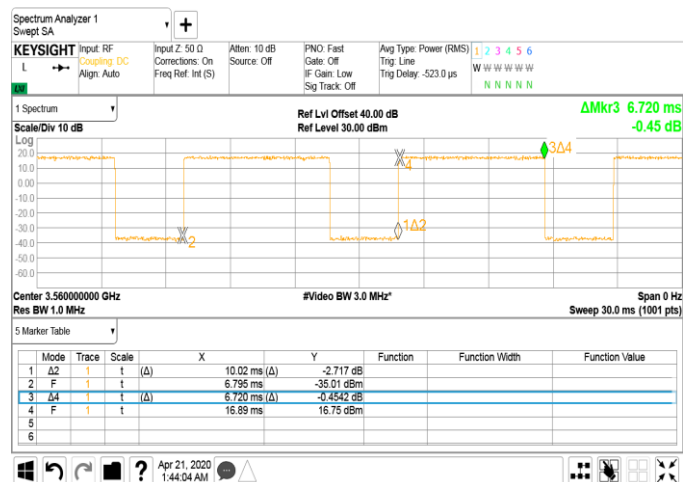 Spectrum Analyzer 1
Swept SA
KEYSIGHT Input: RF Input Z: 50 Ω Atten: 10 dB PNO: Fast Avg Type: Power (RMS) 1 2 3 4 5 6
L Coupling: DC Corrections: On Source: Off Gate: Off Trig: Line W W W W W W
Align: Auto Freq Ref: Int (S) IF Gain: Low Trig Delay: -523.0 µs N N N N N
LXI Sig Track: Off
1 Spectrum Ref Lvl Offset 40.00 dB ΔMkr3 6.720 ms
Scale/Div 10 dB Ref Level 30.00 dBm -0.45 dB
Log
20.0 4 3Δ4
10.0
0.00
-10.0
-20.0
-30.0 1Δ2
-40.0 2
-50.0
-60.0
Center 3.560000000 GHz #Video BW 3.0 MHz* Span 0 Hz
Res BW 1.0 MHz Sweep 30.0 ms (1001 pts)
5 Marker Table
Mode Trace Scale X Y Function Function Width Function Value
1 Δ2 1 t (Δ) 10.02 ms (Δ) -2.717 dB
2 F 1 t 6.795 ms -35.01 dBm
3 Δ4 1 t (Δ) 6.720 ms (Δ) -0.4542 dB
4 F 1 t 16.89 ms 16.75 dBm
5
6
? Apr 21, 2020
1:44:04 AM